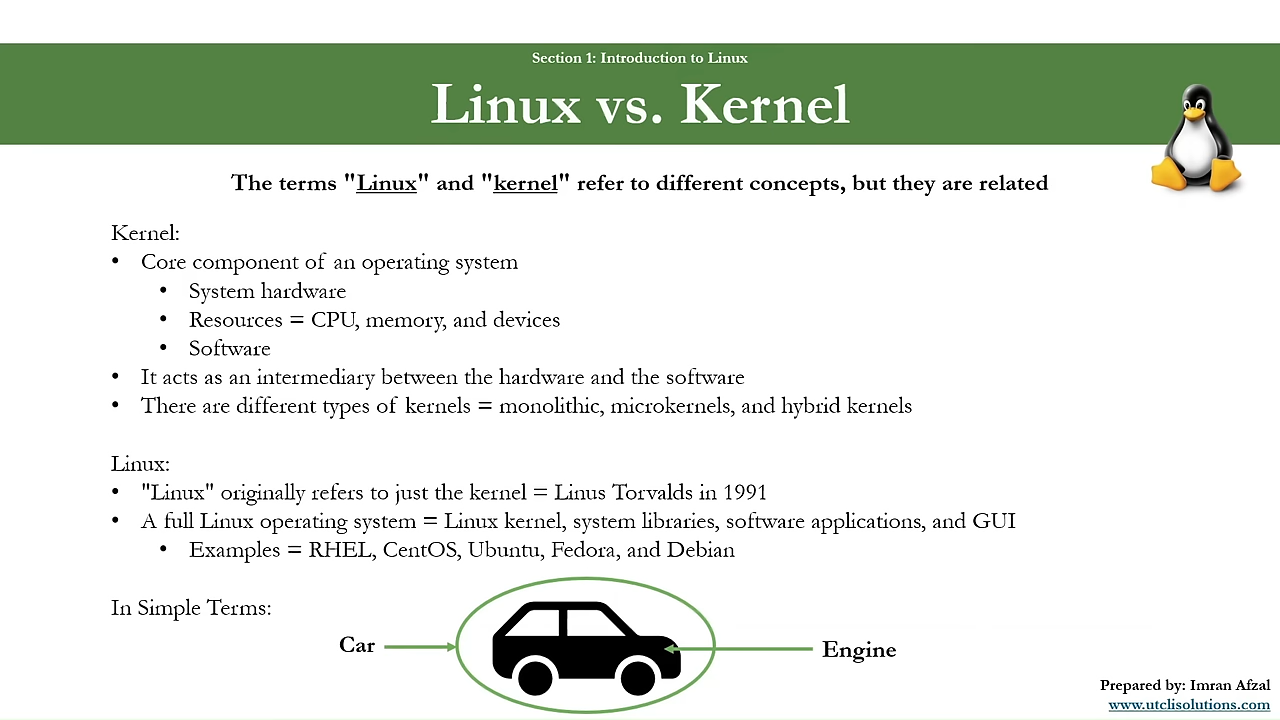 Section 1: Introduction to Linux
Linux vs. Kernel
The terms "Linux" and "kernel" refer to different concepts, but they are related
Kernel:
• Core component of an operating system
• System hardware
• Resources = CPU, memory, and devices
• Software
• It acts as an intermediary between the hardware and the software
• There are different types of kernels = monolithic, microkernels, and hybrid kernels
Linux:
• "Linux" originally refers to just the kernel = Linus Torvalds in 1991
• A full Linux operating system = Linux kernel, system libraries, software applications, and GUI
• Examples = RHEL, CentOS, Ubuntu, Fedora, and Debian
In Simple Terms:
Car
Engine
Prepared by: Imran Afzal
www.utclisolutions.com